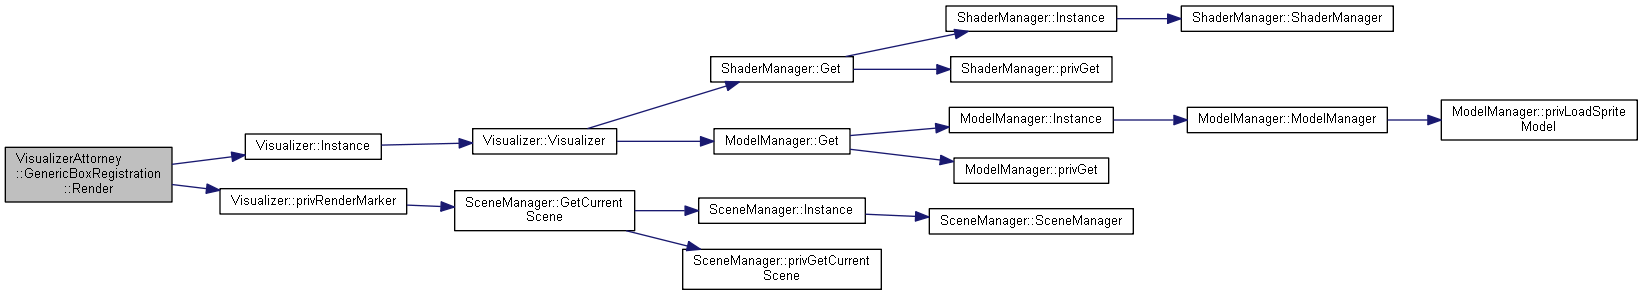 VisualizerAttorney
::GenericBoxRegistration
::Render
Visualizer::Instance
Visualizer::Visualizer
ShaderManager::Get
ShaderManager::Instance
ShaderManager::ShaderManager
ShaderManager::privGet
ModelManager::Get
ModelManager::Instance
ModelManager::ModelManager
ModelManager::privLoadSprite
Model
ModelManager::privGet
Visualizer::privRenderMarker
SceneManager::GetCurrent
Scene
SceneManager::Instance
SceneManager::SceneManager
SceneManager::privGetCurrent
Scene